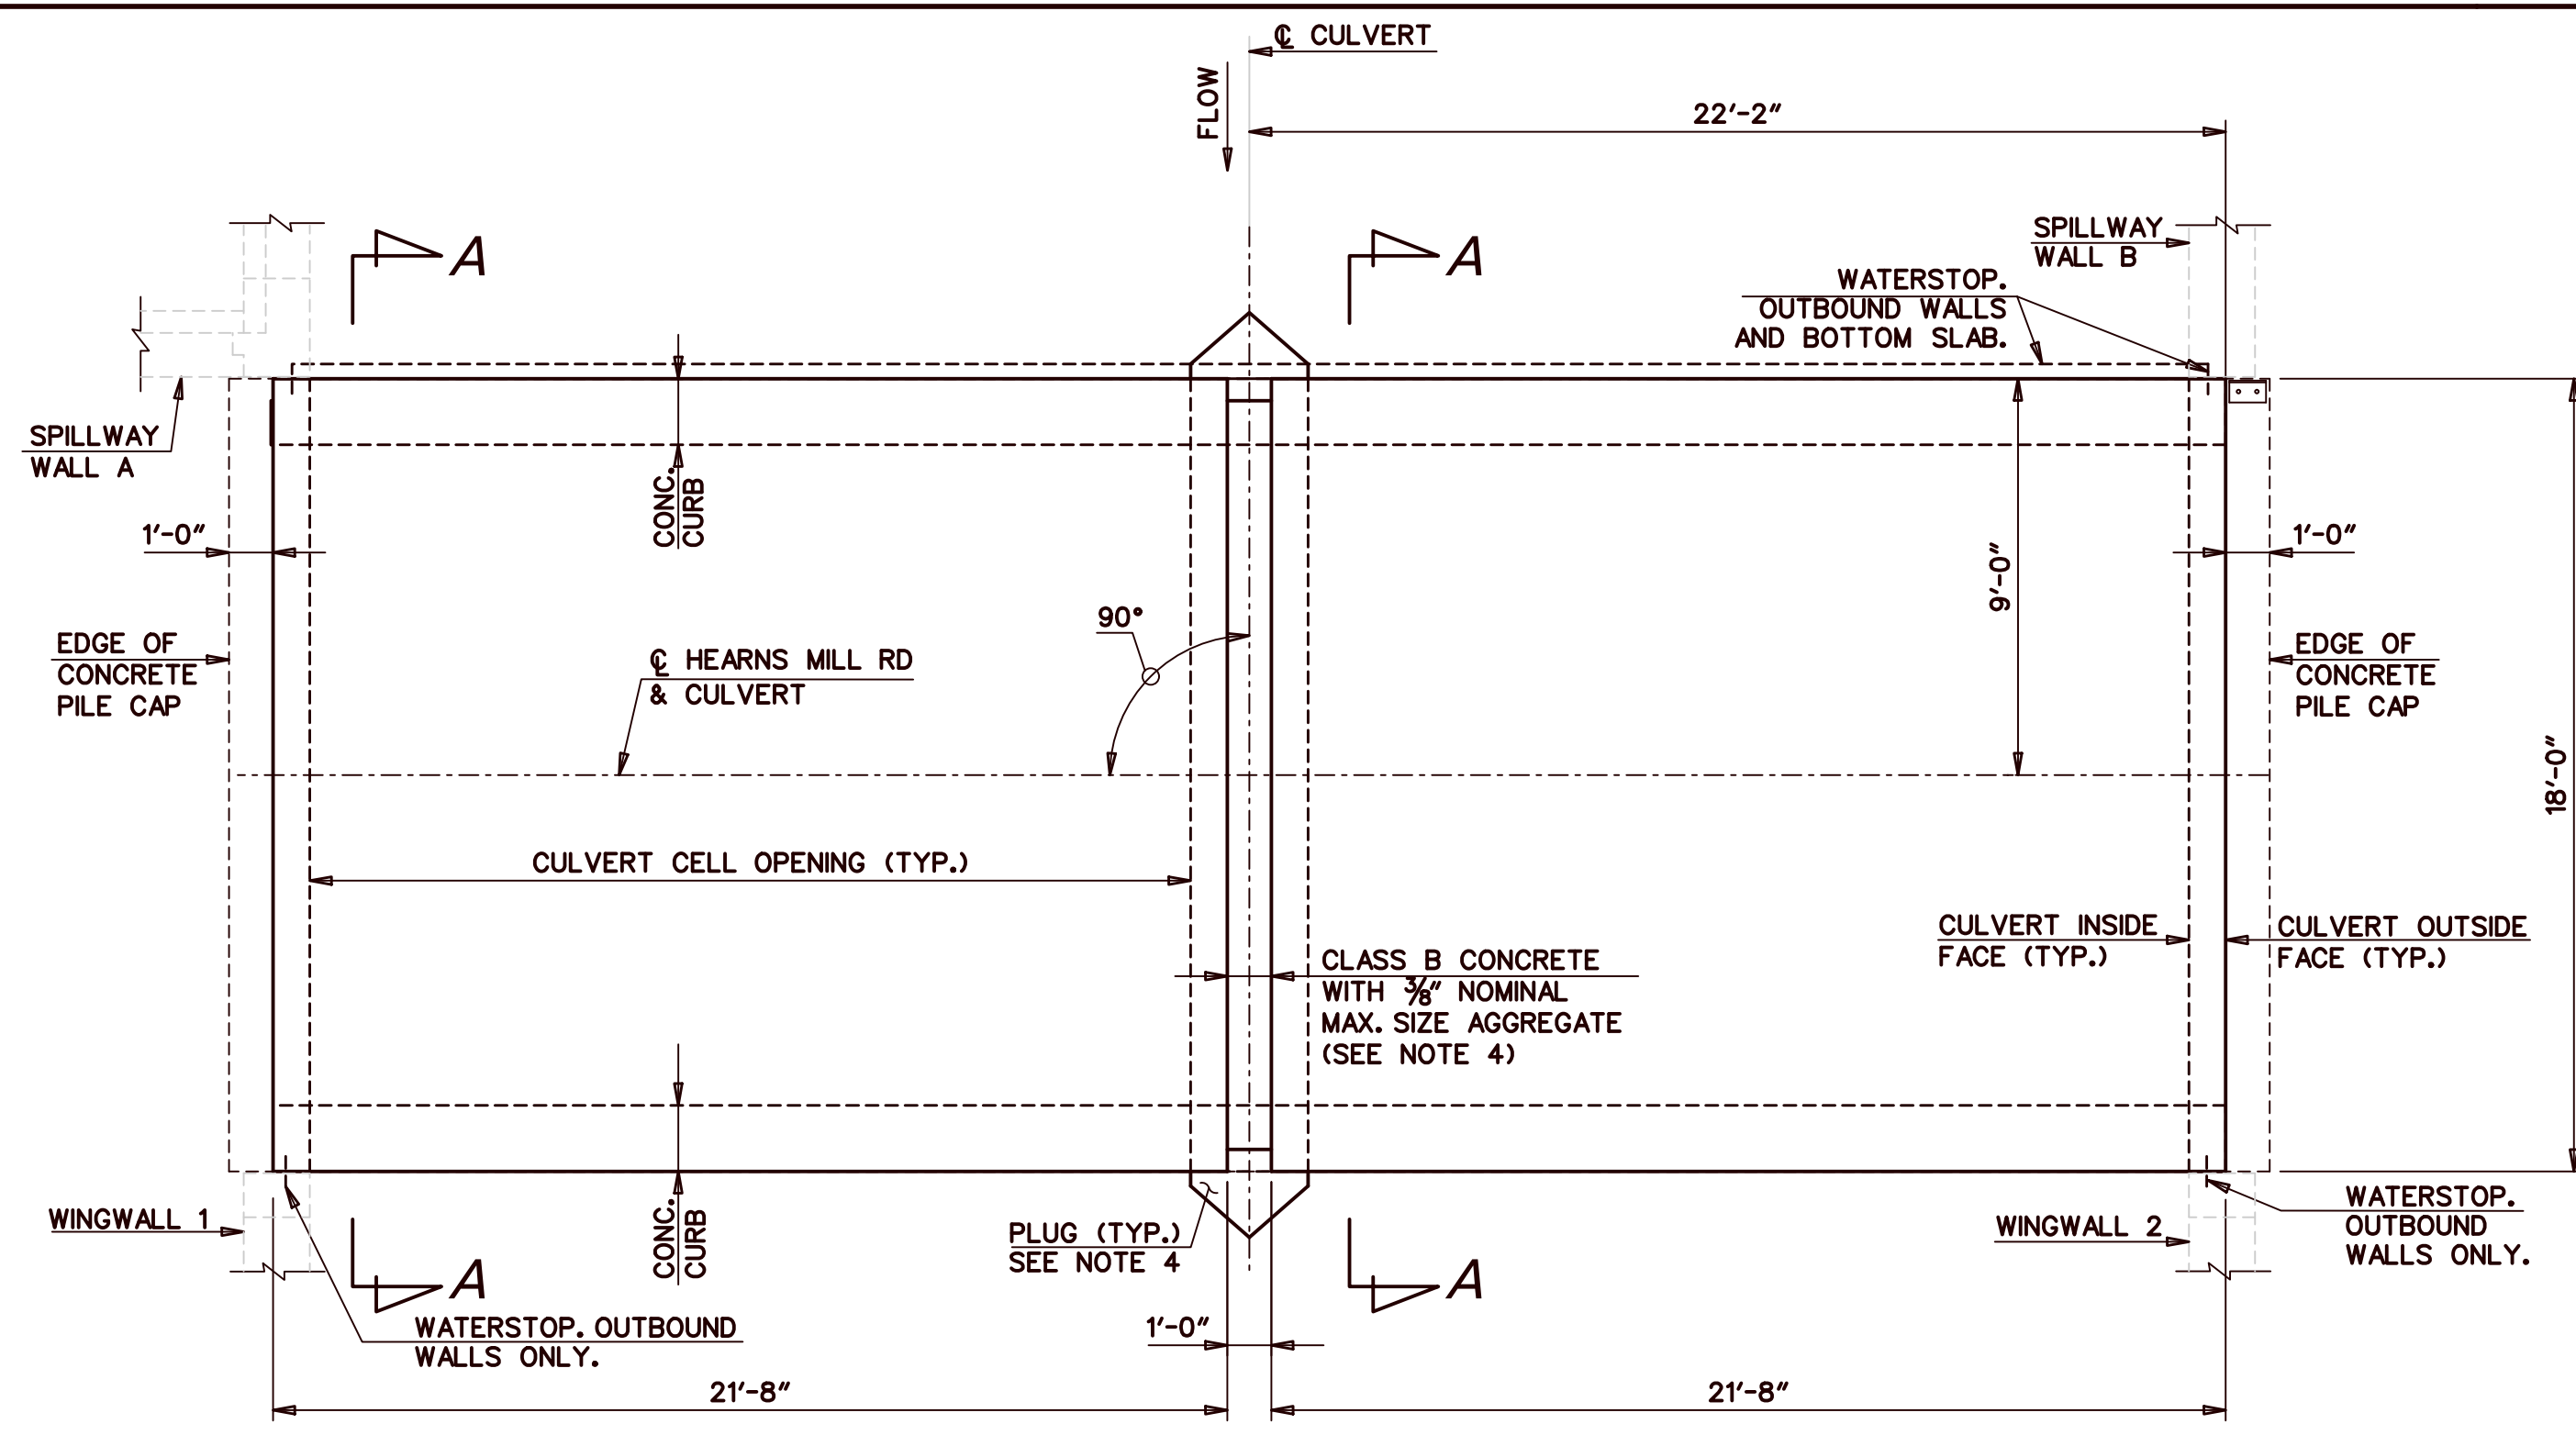 ℄ CULVERT
FLOW
22'-2"
A
A
SPILLWAY
WALL B
WATERSTOP.
OUTBOUND WALLS
AND BOTTOM SLAB.
SPILLWAY
WALL A
CONC.
CURB
1'-0"
1'-0"
9'-0"
90°
EDGE OF
CONCRETE
PILE CAP
℄ HEARNS MILL RD
& CULVERT
EDGE OF
CONCRETE
PILE CAP
18'-0"
CULVERT CELL OPENING (TYP.)
CULVERT INSIDE
FACE (TYP.)
CULVERT OUTSIDE
FACE (TYP.)
CLASS B CONCRETE
WITH ⅜" NOMINAL
MAX. SIZE AGGREGATE
(SEE NOTE 4)
WINGWALL 1
CONC.
CURB
PLUG (TYP.)
SEE NOTE 4
WINGWALL 2
WATERSTOP.
OUTBOUND
WALLS ONLY.
A
A
WATERSTOP. OUTBOUND
WALLS ONLY.
1'-0"
21'-8"
21'-8"